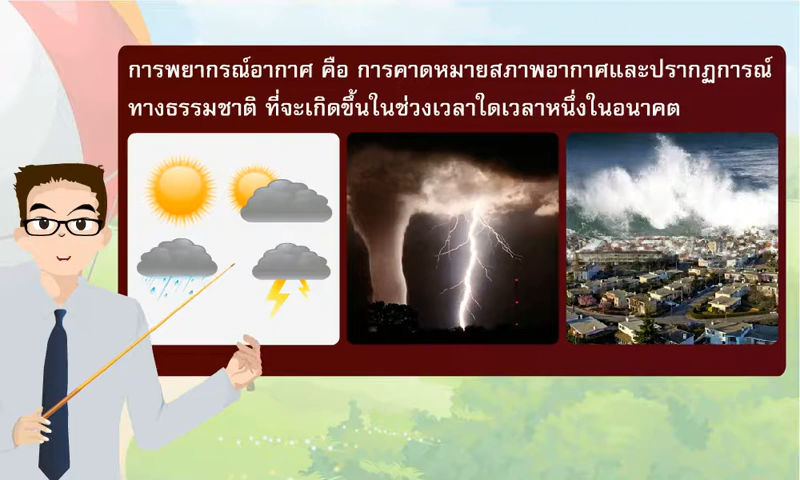 การพยากรณ์อากาศ คือ การคาดหมายสภาพอากาศและปรากฏการณ์
ทางธรรมชาติ ที่จะเกิดขึ้นในช่วงเวลาใดเวลาหนึ่งในอนาคต